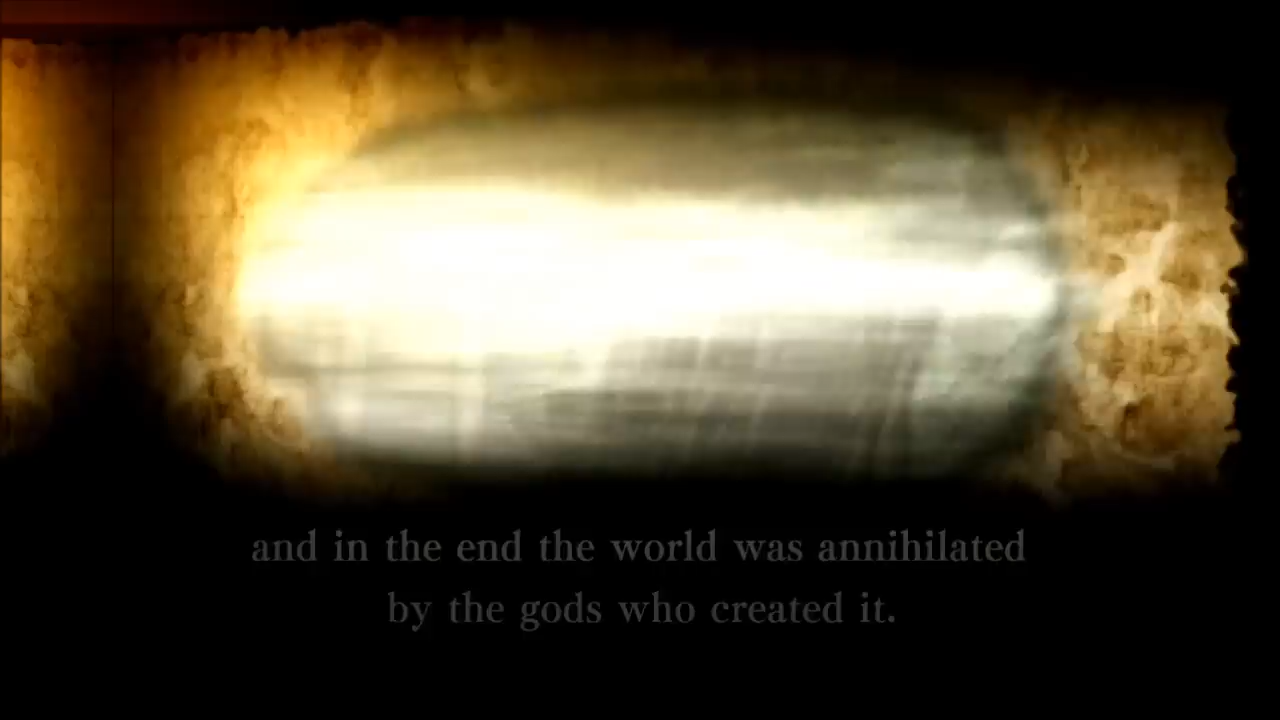 and in the end the world was annihilated
by the gods who created it.